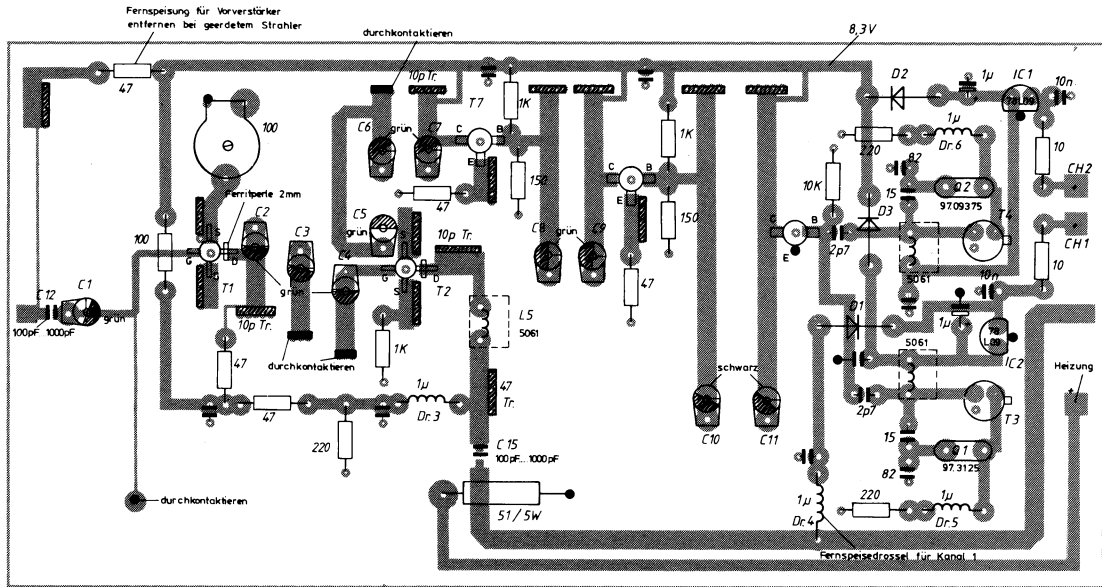 Fernspeisung für Vorverstärker
entfernen bei geerdetem Strahler
durchkontaktieren
8,3V
47
10p Tr.
T7
1K
D2
1µ
IC1
10n
78L09
100
C6
grün
C7
C
B
E
1K
220
1µ
Dr.6
10
CH2
150
C
B
E
10K
82
15
Q2
97.09375
Ferritperle 2mm
47
D3
T4
CH1
C2
C5
grün
C3
C4
10p Tr.
C8
grün
C9
150
C
B
E
2p7
5061
10
100
S
G
D
S
T1
grün
S
G
D
S
T2
47
10n
C12
C1
100pF
1000pF
grün
10p Tr.
L5
5061
D1
1µ
78
L09
IC2
1K
5061
Heizung
+
durchkontaktieren
47
47
1µ
Dr.3
47
Tr.
schwarz
C10
C11
2p7
T3
220
C15
100pF...1000pF
15
Q1
97.3125
82
durchkontaktieren
51/5W
1µ
Dr.4
220
1µ
Dr.5
Fernspeisedrossel für Kanal 1